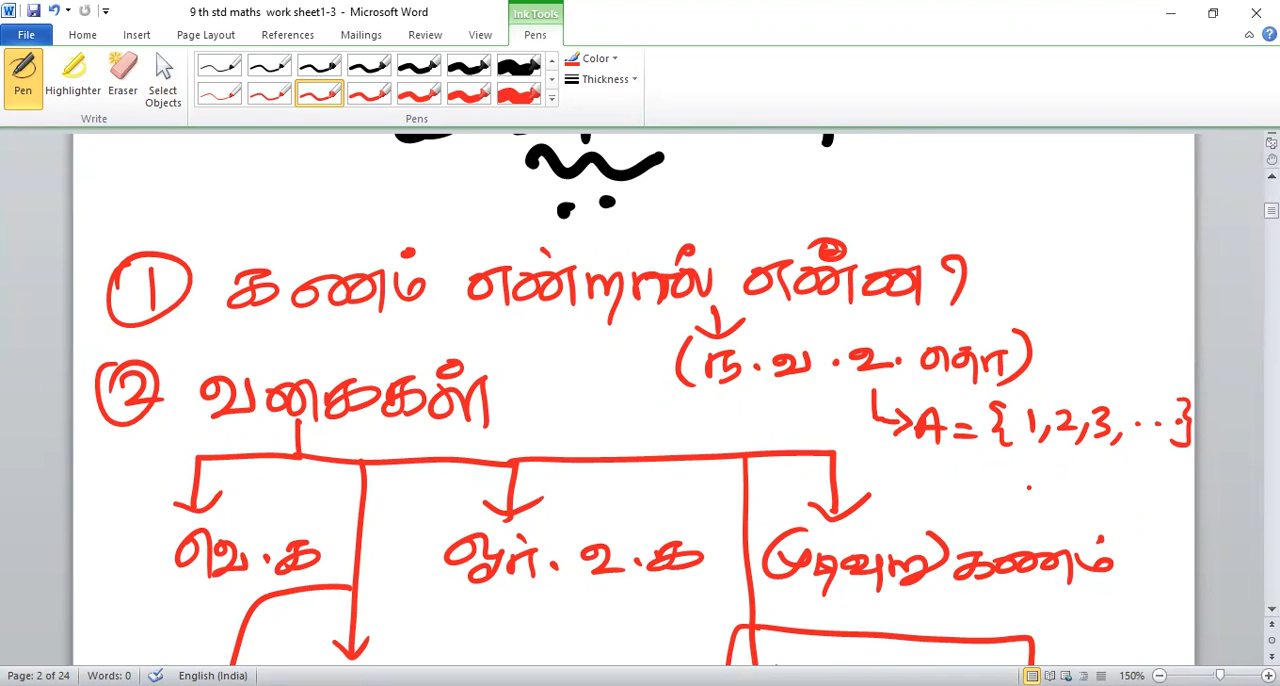 9 th std maths work sheet1-3 - Microsoft Word
Ink Tools
File Home Insert Page Layout References Mailings Review View Pens
Pen Highlighter Eraser Select Objects
Color
Thickness
Write
Pens
① கணம் என்றால் என்ன?
(ந.வ.உ.தொ)
② வகைகள்
A = {1,2,3,...}
வெ.க
ஓர்.உ.க
(முடிவுறு) கணம்
Page: 2 of 24 Words: 0 English (India) 150%